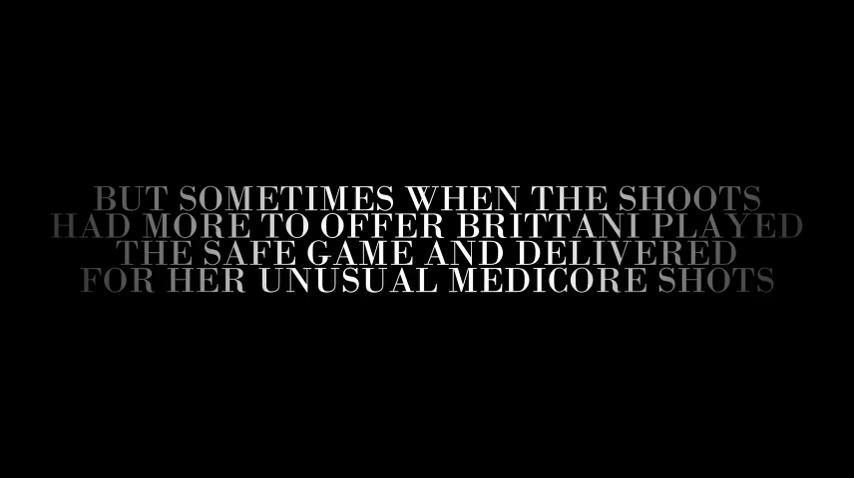 BUT SOMETIMES WHEN THE SHOOTS
HAD MORE TO OFFER BRITTANI PLAYED
THE SAFE GAME AND DELIVERED
FOR HER UNUSUAL MEDICORE SHOTS